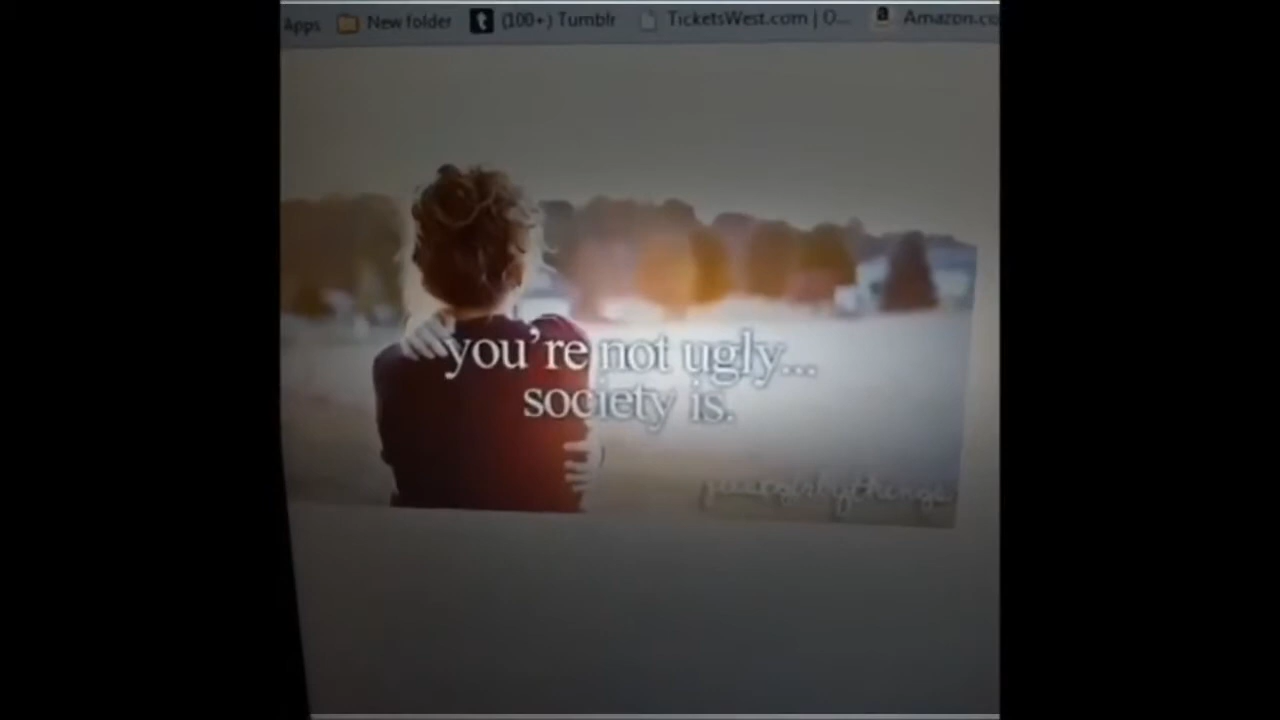 Apps New folder (100+) Tumblr TicketsWest.com | O... Amazon.co
you're not ugly...
society is.